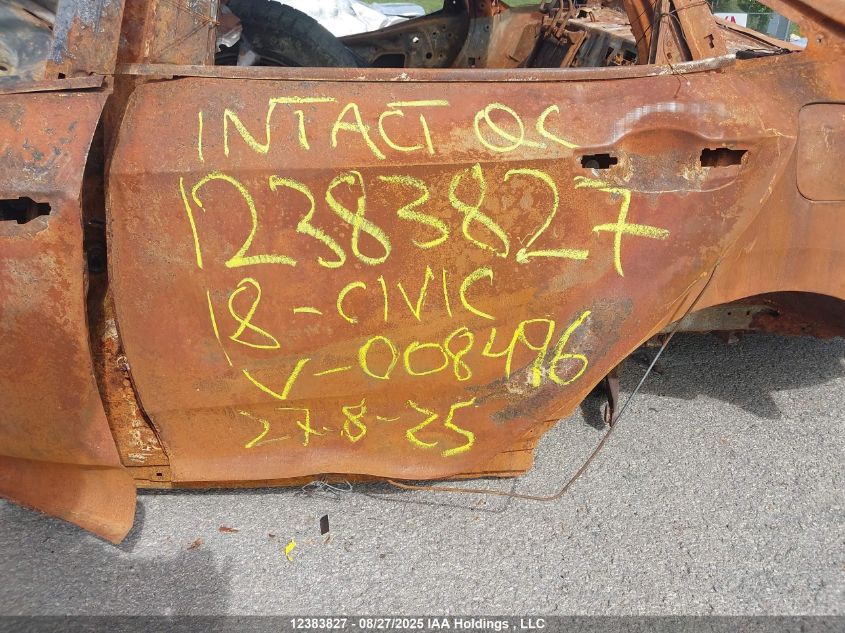 INTACT QC
12383827
18-CIVIC
V-008496
27-8-25
12383827 - 08/27/2025 IAA Holdings , LLC